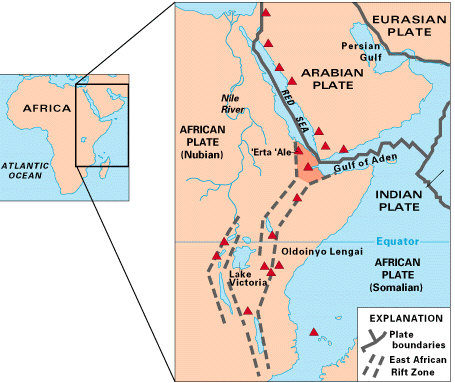 AFRICA
ATLANTIC
OCEAN
EURASIAN
PLATE
Persian
Gulf
ARABIAN
PLATE
RED SEA
Nile
River
AFRICAN
PLATE
(Nubian)
'Erta 'Ale
Gulf of Aden
INDIAN
PLATE
Equator
Oldoinyo Lengai
AFRICAN
PLATE
(Somalian)
Lake
Victoria
EXPLANATION
Plate
boundaries
East African
Rift Zone